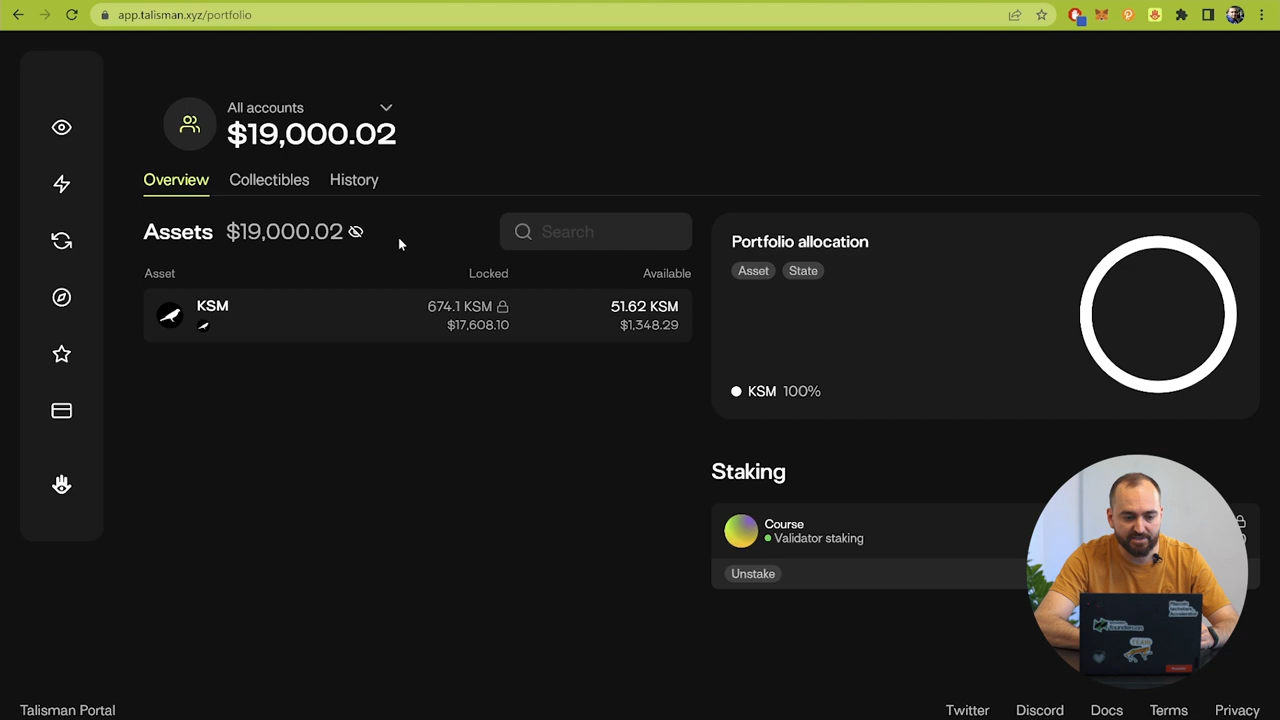 app.talisman.xyz/portfolio
All accounts
$19,000.02
Overview Collectibles History
Assets $19,000.02
Search
Asset Locked Available
KSM 674.1 KSM 51.62 KSM
$17,608.10 $1,348.29
Portfolio allocation
Asset State
KSM 100%
Staking
Course
Validator staking
Unstake
Talisman Portal
Twitter Discord Docs Terms Privacy